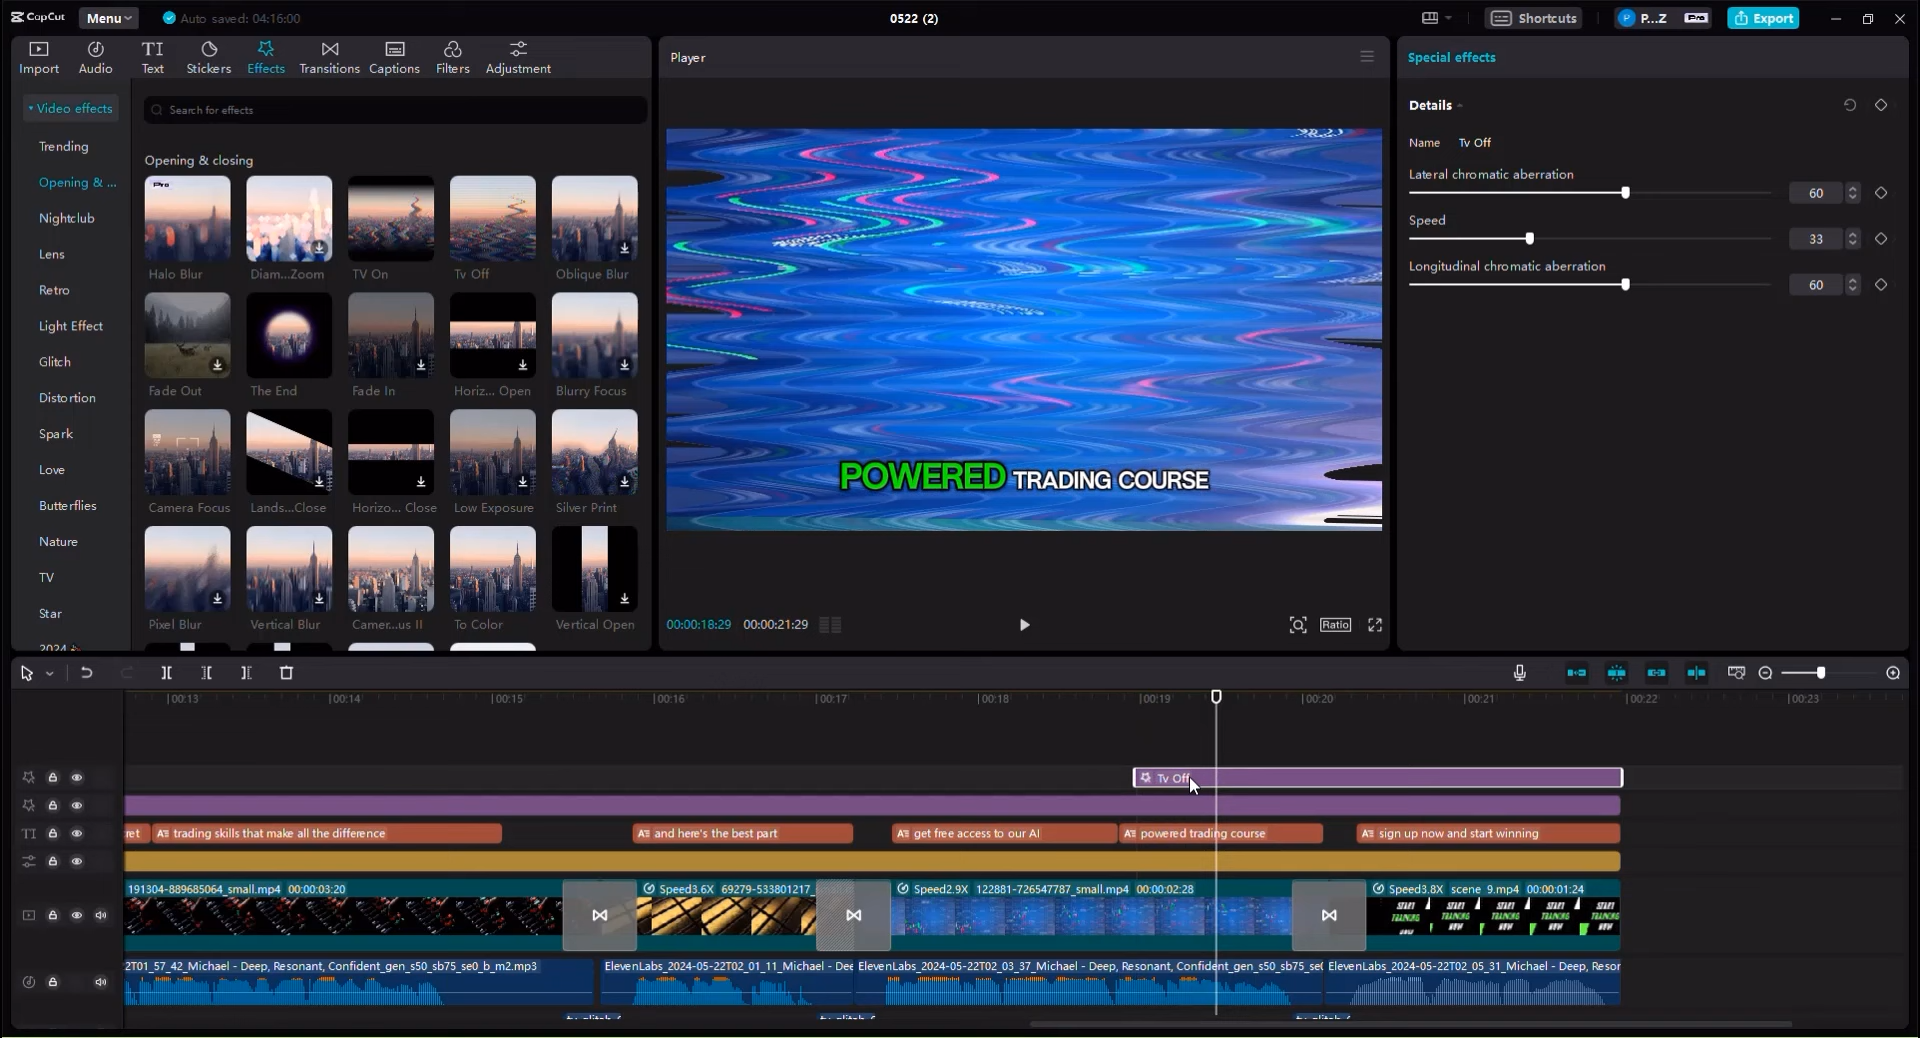 CapCut
Menu
Auto saved: 04:16:00
0522 (2)
Shortcuts
P...Z
Pro
Export
Import
Audio
Text
Stickers
Effects
Transitions
Captions
Filters
Adjustment
Video effects
Trending
Opening & ...
Nightclub
Lens
Retro
Light Effect
Glitch
Distortion
Spark
Love
Butterflies
Nature
TV
Star
2024
Search for effects
Opening & closing
Pro
Halo Blur
Diam...Zoom
TV On
Tv Off
Oblique Blur
Fade Out
The End
Fade In
Horiz... Open
Blurry Focus
Camera Focus
Lands...Close
Horizo... Close
Low Exposure
Silver Print
Pixel Blur
Vertical Blur
Camer...us II
To Color
Vertical Open
Player
POWERED TRADING COURSE
00:00:18:29
00:00:21:29
Ratio
Special effects
Details
Name Tv Off
Lateral chromatic aberration
60
Speed
33
Longitudinal chromatic aberration
60
00:13
00:14
00:15
00:16
00:17
00:18
00:19
00:20
00:21
00:22
00:23
Tv Off
ret
trading skills that make all the difference
and here's the best part
get free access to our AI
powered trading course
sign up now and start winning
191304-889685064_small.mp4 00:00:03:20
Speed3.6X 69279-533801217_
Speed2.9X 122881-726547787_small.mp4 00:00:02:28
Speed3.8X scene_9.mp4 00:00:01:24
START
TRAINING
NOW
2T01_57_42_Michael - Deep, Resonant, Confident_gen_s50_sb75_se0_b_m2.mp3
ElevenLabs_2024-05-22T02_01_11_Michael - Dee
ElevenLabs_2024-05-22T02_03_37_Michael - Deep, Resonant, Confident_gen_s50_sb75_se(
ElevenLabs_2024-05-22T02_05_31_Michael - Deep, Resor